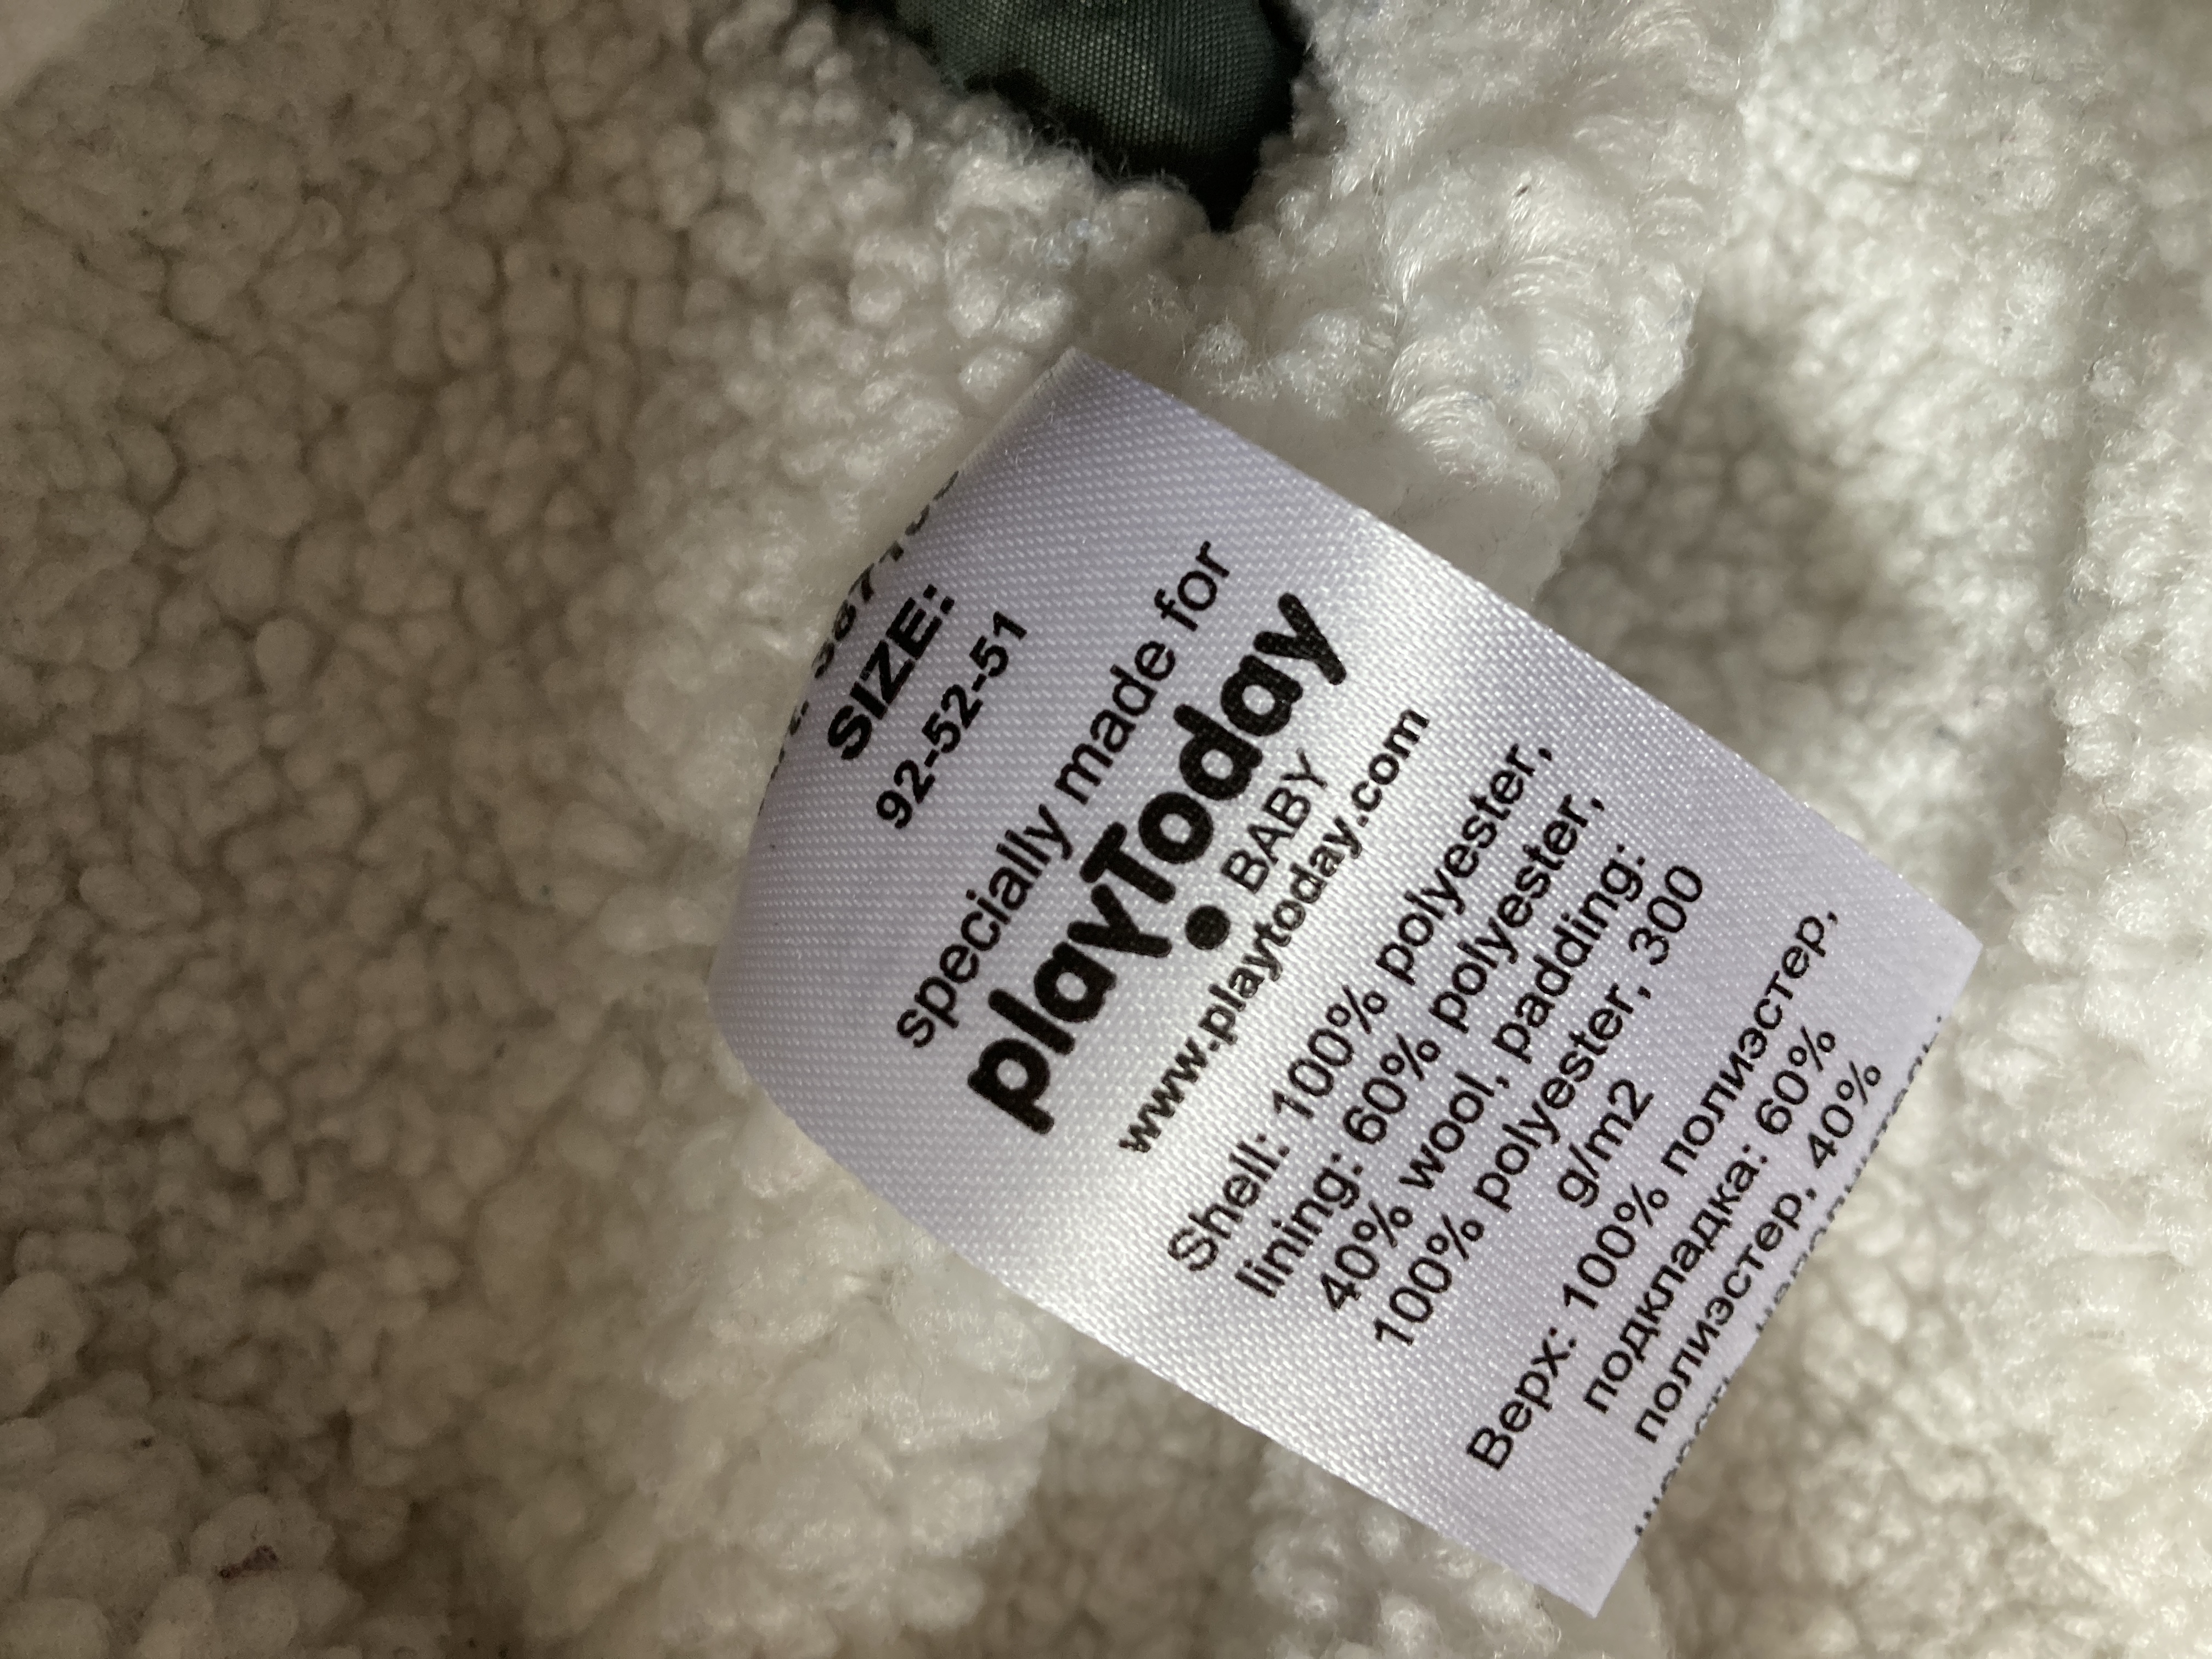 SIZE:
92-52-51
specially made for
playToday
BABY
www.playtoday.com
Shell: 100% polyester,
lining: 60% polyester,
40% wool, padding:
100% polyester, 300
g/m2
Верх: 100% полиэстер,
подкладка: 60%
полиэстер, 40%